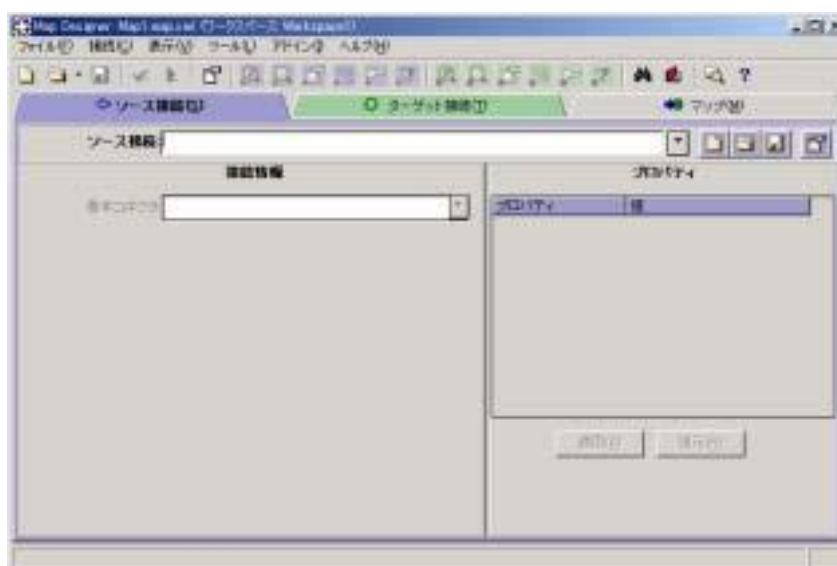 Map Designer Map1.map.xml (ワークスペース Workspace1)
ファイル(F) 接続(C) 表示(V) ツール(L) アドイン(I) ヘルプ(H)
ソース接続(S) ターゲット接続(T) マップ(M)
ソース接続:
接続情報 プロパティ
プロパティ 値